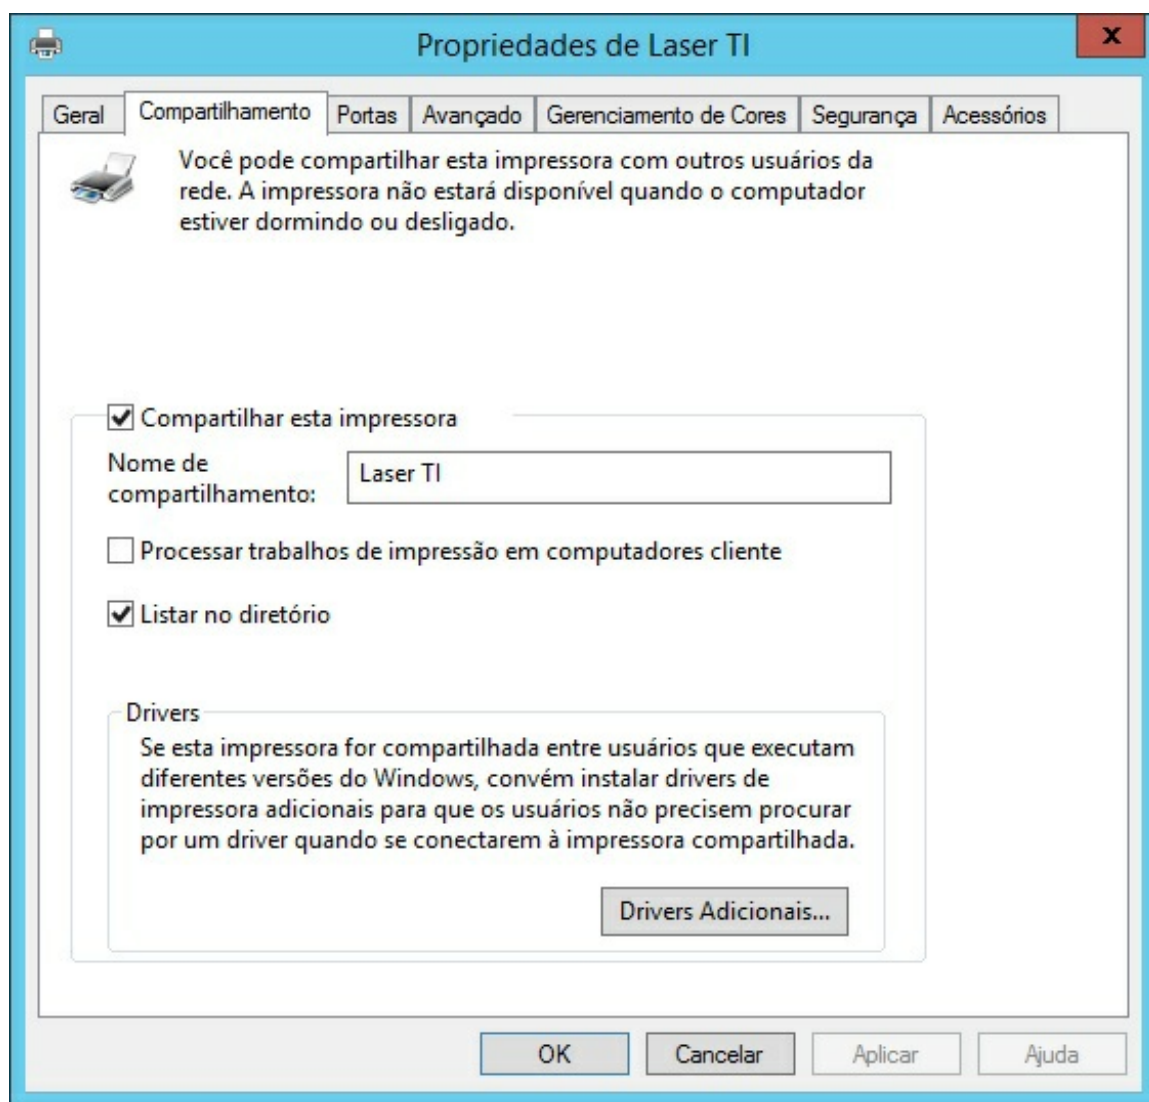 Propriedades de Laser TI
x
Geral Compartilhamento Portas Avançado Gerenciamento de Cores Segurança Acessórios
Você pode compartilhar esta impressora com outros usuários da
rede. A impressora não estará disponível quando o computador
estiver dormindo ou desligado.
Compartilhar esta impressora
Nome de
compartilhamento:
Laser TI
Processar trabalhos de impressão em computadores cliente
Listar no diretório
Drivers
Se esta impressora for compartilhada entre usuários que executam
diferentes versões do Windows, convém instalar drivers de
impressora adicionais para que os usuários não precisem procurar
por um driver quando se conectarem à impressora compartilhada.
Drivers Adicionais...
OK Cancelar Aplicar Ajuda